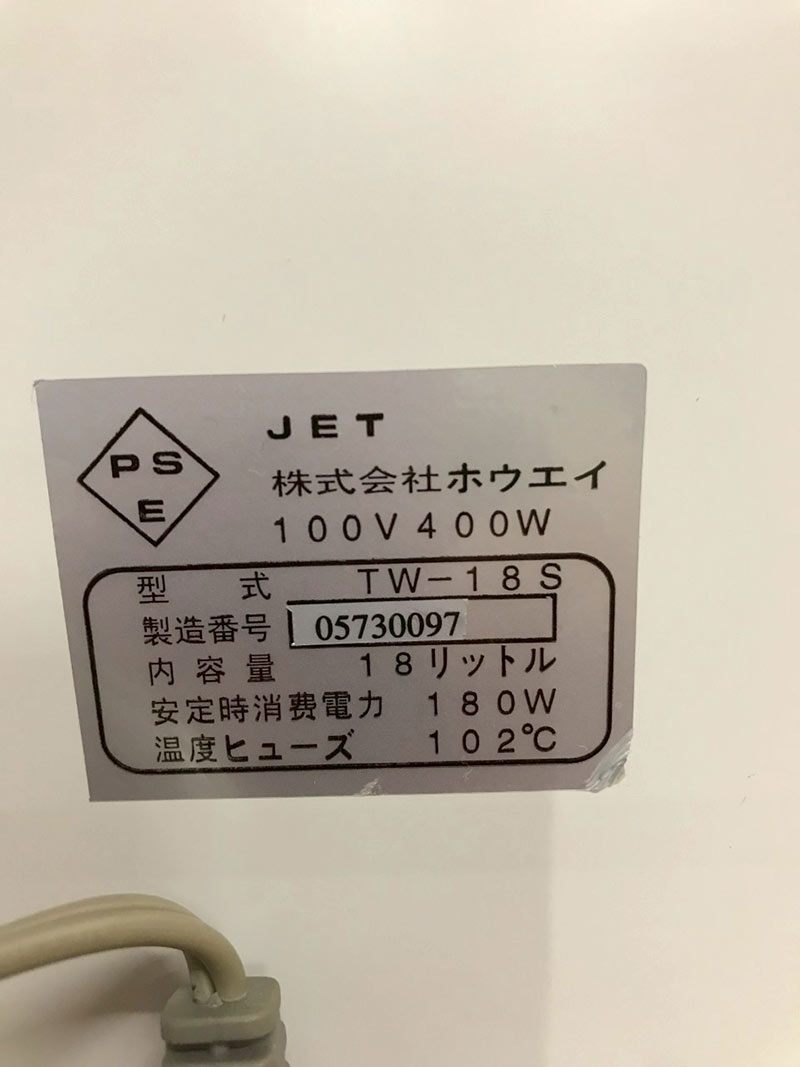 PS
E
JET
株式会社ホウエイ
100V400W
型式 TW-18S
製造番号 05730097
内容量 18リットル
安定時消費電力 180W
温度ヒューズ 102℃